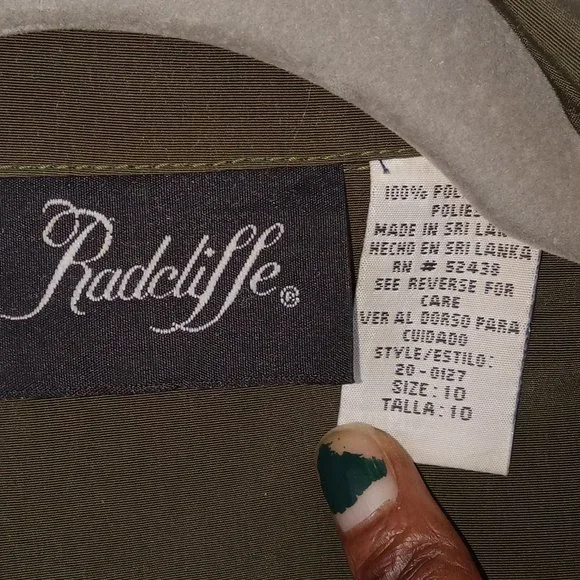 Radcliffe®
100% POL
POLIES
MADE IN SRI LAN
HECHO EN SRI LANKA
RN # 52438
SEE REVERSE FOR
CARE
VER AL DORSO PARA
CUIDADO
STYLE/ESTILO:
20-0127
SIZE: 10
TALLA: 10